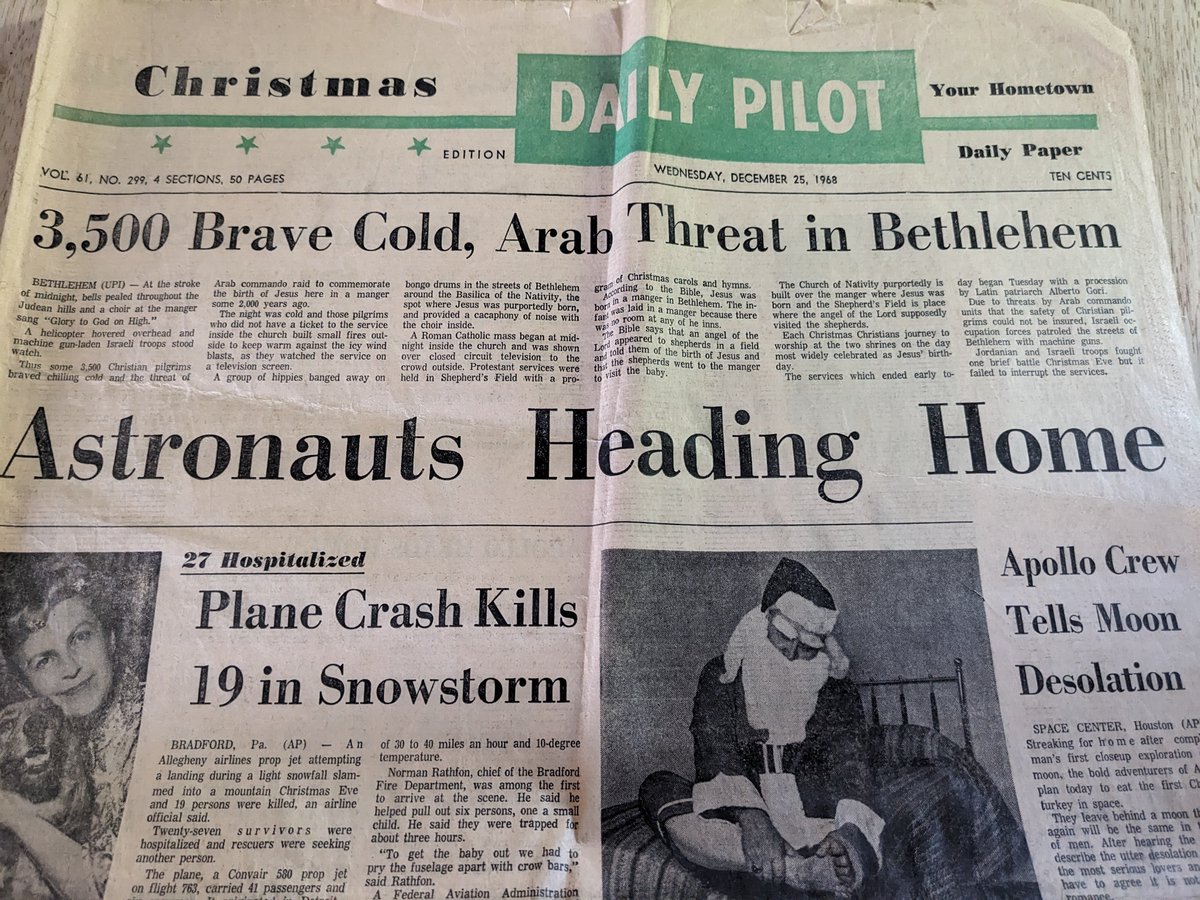 Christmas
EDITION
DAILY PILOT
Your Hometown
Daily Paper
VOL. 61, NO. 299, 4 SECTIONS, 50 PAGES
WEDNESDAY, DECEMBER 25, 1968
TEN CENTS
3,500 Brave Cold, Arab Threat in Bethlehem
BETHLEHEM (UPI) — At the stroke
of midnight, bells pealed throughout the
Judean hills and a choir at the manger
sang "Glory to God on High."
A helicopter hovered overhead and
machine gun-laden Israeli troops stood
watch.
Thus some 3,500 Christian pilgrims
braved chilling cold and the threat of
Arab commando raid to commemorate
the birth of Jesus here in a manger
some 2,000 years ago.
The night was cold and those pilgrims
who did not have a ticket to the service
inside the church built small fires out-
side to keep warm against the icy wind
blasts, as they watched the service on
a television screen.
A group of hippies banged away on
bongo drums in the streets of Bethlehem
around the Basilica of the Nativity, the
spot where Jesus was purportedly born,
and provided a cacaphony of noise with
the choir inside.
A Roman Catholic mass began at mid-
night inside the church and was shown
over closed circuit television to the
crowd outside. Protestant services were
held in Shepherd's Field with a pro-
gram of Christmas carols and hymns.
According to the Bible, Jesus was
born in a manger in Bethlehem. The in-
fant was laid in a manger because there
was no room at any of he inns.
The Bible says that an angel of the
Lord appeared to shepherds in a field
and told them of the birth of Jesus and
that the shepherds went to the manger
to visit the baby.
The Church of Nativity purportedly is
built over the manger where Jesus was
born and the Shepherd's Field is place
where the angel of the Lord supposedly
visited the shepherds.
Each Christmas Christians journey to
worship at the two shrines on the day
most widely celebrated as Jesus' birth-
day.
The services which ended early to-
day began Tuesday with a procession
by Latin patriarch Alberto Gori.
Due to threats by Arab commando
units that the safety of Christian pil-
grims could not be insured, Israeli oc-
cupation forces patroled the streets of
Bethlehem with machine guns.
Jordanian and Israeli troops fought
one brief battle Christmas Eve but it
failed to interrupt the services.
Astronauts Heading Home
27 Hospitalized
Plane Crash Kills
19 in Snowstorm
BRADFORD, Pa. (AP) — An
Allegheny airlines prop jet attempting
a landing during a light snowfall slam-
med into a mountain Christmas Eve
and 19 persons were killed, an airline
official said.
Twenty-seven survivors were
hospitalized and rescuers were seeking
another person.
The plane, a Convair 580 prop jet
on flight 763, carried 41 passengers and
of 30 to 40 miles an hour and 10-degree
temperature.
Norman Rathfon, chief of the Bradford
Fire Department, was among the first
to arrive at the scene. He said he
helped pull out six persons, one a small
child. He said they were trapped for
about three hours.
"To get the baby out we had to
pry the fuselage apart with crow bars,"
said Rathfon.
A Federal Aviation Administration
Apollo Crew
Tells Moon
Desolation
SPACE CENTER, Houston (AP
Streaking for home after comp
man's first closeup exploration
moon, the bold adventurers of A
plan today to eat the first C
turkey in space.
They leave behind a moon t
again will be the same in
of men. After hearing the
describe the utter desolation
the most serious lovers an
have to agree it is not
romance.